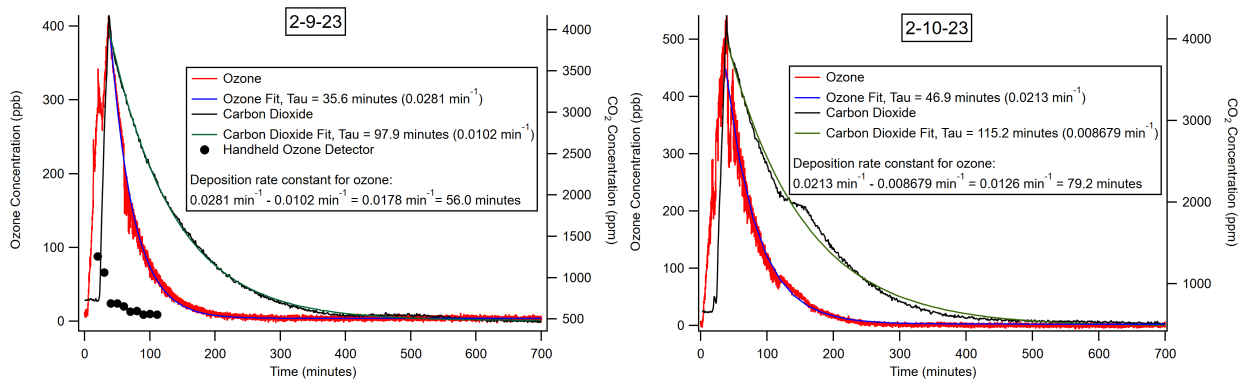 2-9-23
400
300
200
100
0
Ozone Concentration (ppb)
4000
3500
3000
2500
2000
1500
1000
500
CO2 Concentration (ppm)
Ozone
Ozone Fit, Tau = 35.6 minutes (0.0281 min⁻¹)
Carbon Dioxide
Carbon Dioxide Fit, Tau = 97.9 minutes (0.0102 min⁻¹)
Handheld Ozone Detector
Deposition rate constant for ozone:
0.0281 min⁻¹ - 0.0102 min⁻¹ = 0.0178 min⁻¹ = 56.0 minutes
0 100 200 300 400 500 600 700
Time (minutes)
2-10-23
500
400
300
200
100
0
Ozone Concentration (ppb)
4000
3000
2000
1000
CO2 Concentration (ppm)
Ozone
Ozone Fit, Tau = 46.9 minutes (0.0213 min⁻¹)
Carbon Dioxide
Carbon Dioxide Fit, Tau = 115.2 minutes (0.008679 min⁻¹)
Deposition rate constant for ozone:
0.0213 min⁻¹ - 0.008679 min⁻¹ = 0.0126 min⁻¹ = 79.2 minutes
0 100 200 300 400 500 600 700
Time (minutes)